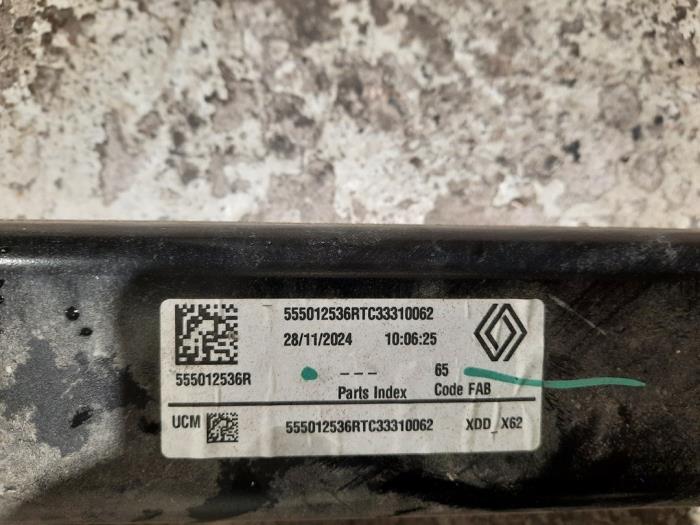 555012536RTC33310062
28/11/2024 10:06:25
555012536R
--- 65
Parts Index Code FAB
UCM 555012536RTC33310062 XDD_X62